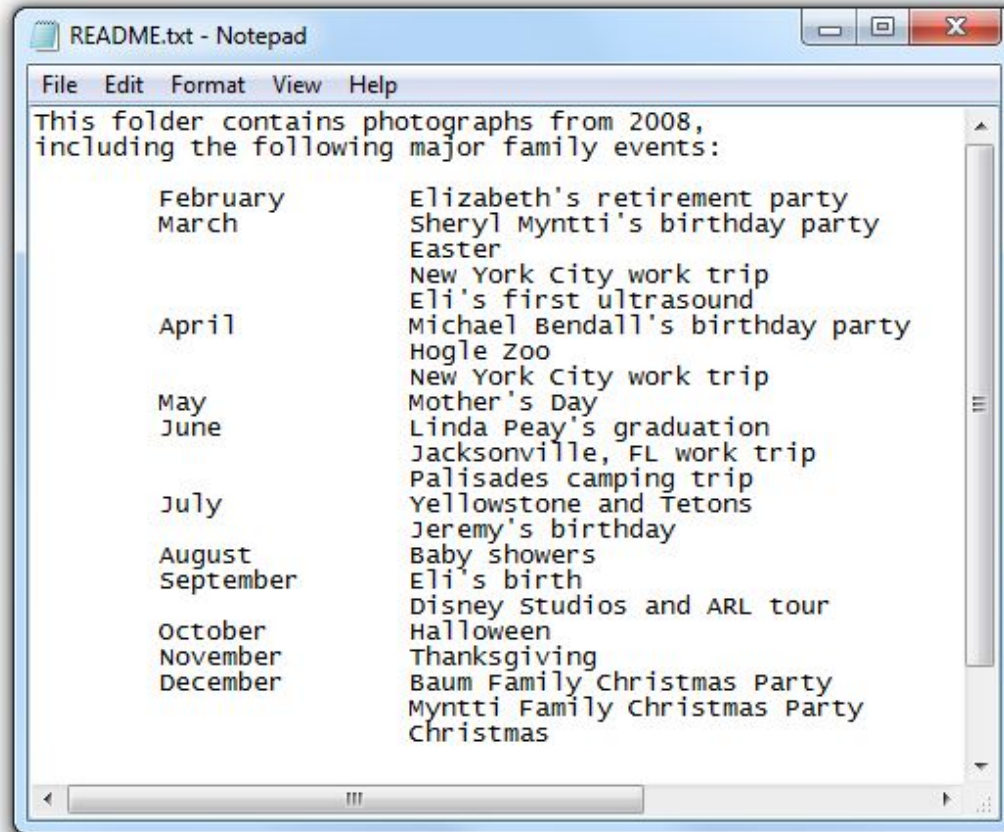 README.txt - Notepad
File Edit Format View Help
This folder contains photographs from 2008,
including the following major family events:
February Elizabeth's retirement party
March Sheryl Myntti's birthday party
Easter
New York City work trip
Eli's first ultrasound
April Michael Bendall's birthday party
Hogle Zoo
New York City work trip
May Mother's Day
June Linda Peay's graduation
Jacksonville, FL work trip
Palisades camping trip
July Yellowstone and Tetons
Jeremy's birthday
August Baby showers
September Eli's birth
Disney Studios and ARL tour
October Halloween
November Thanksgiving
December Baum Family Christmas Party
Myntti Family Christmas Party
Christmas